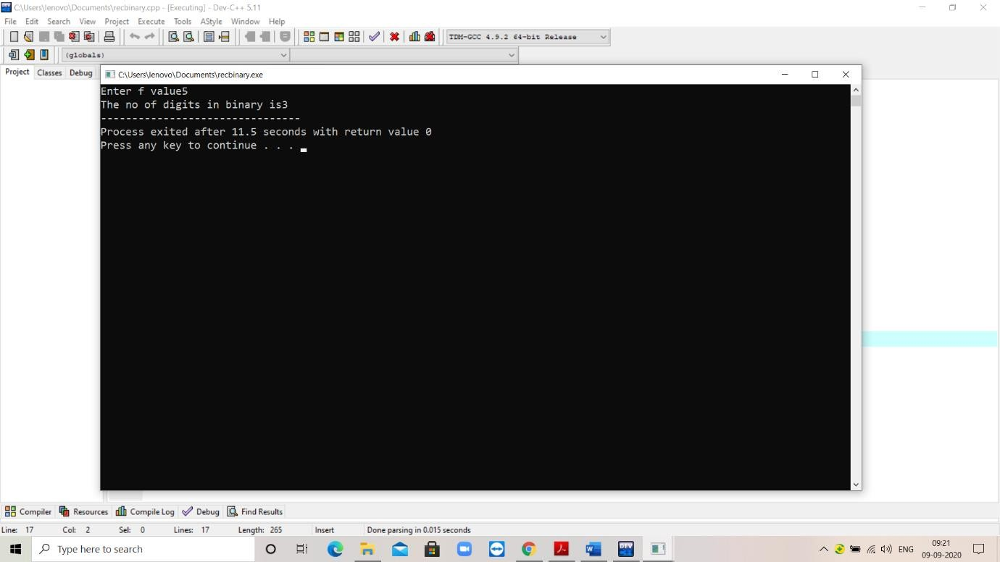 C:\Users\lenovo\Documents\recbinary.cpp - [Executing] - Dev-C++ 5.11
File Edit Search View Project Execute Tools AStyle Window Help
TDM-GCC 4.9.2 64-bit Release
(globals)
Project Classes Debug
C:\Users\lenovo\Documents\recbinary.exe
Enter f value5
The no of digits in binary is3
--------------------------------
Process exited after 11.5 seconds with return value 0
Press any key to continue . . .
Compiler Resources Compile Log Debug Find Results
Line: 17 Col: 2 Sel: 0 Lines: 17 Length: 265 Insert Done parsing in 0.015 seconds
Type here to search
DEV
ENG
09:21
09-09-2020